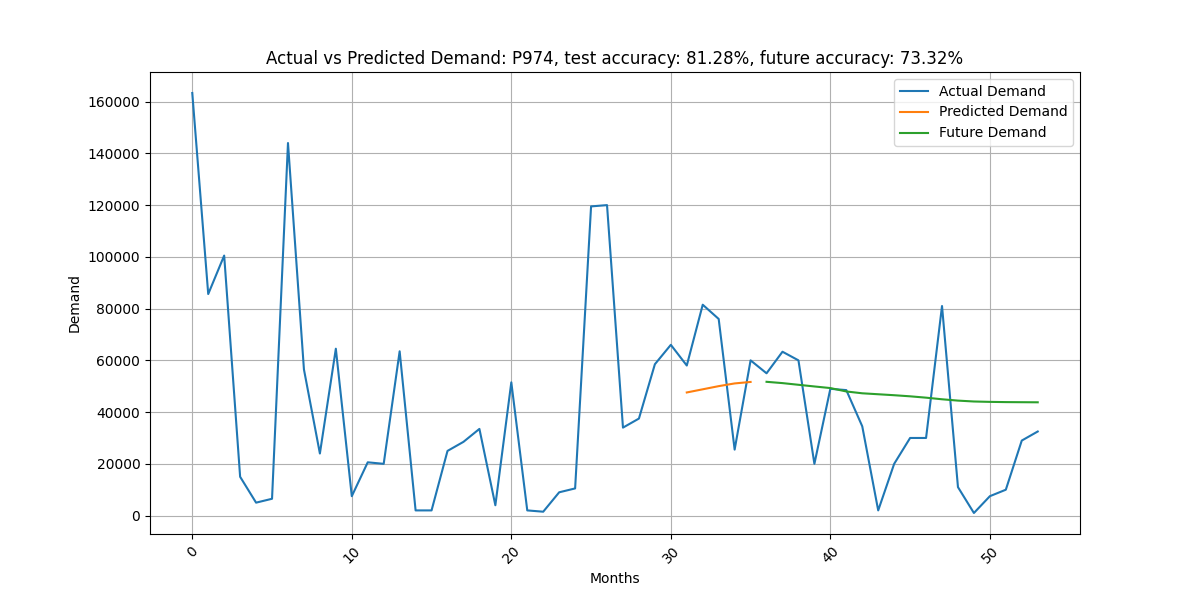 Actual vs Predicted Demand: P974, test accuracy: 81.28%, future accuracy: 73.32%
Actual Demand
Predicted Demand
Future Demand
160000
140000
120000
100000
80000
60000
40000
20000
0
Demand
0 10 20 30 40 50
Months